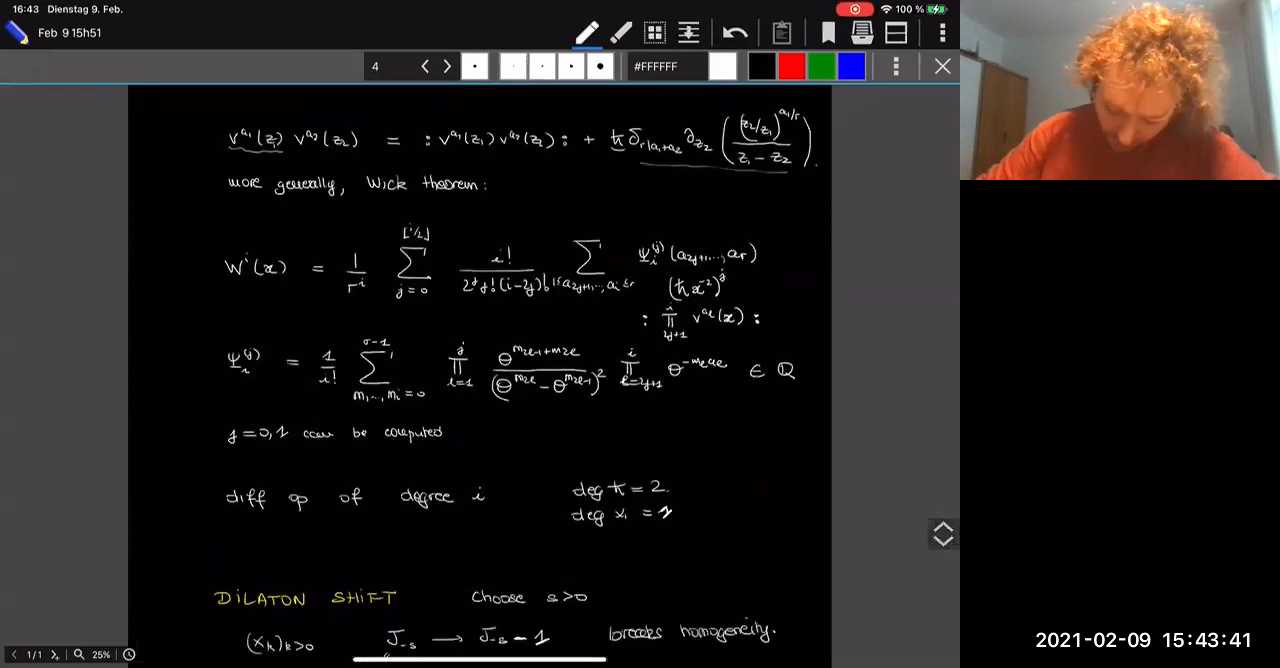 16:43 Dienstag 9. Feb.
100 %
Feb 9 15h51
4 #FFFFFF
v^{a_1}(z_1) v^{a_2}(z_2) = : v^{a_1}(z_1) v^{a_2}(z_2) : + ħ δ_{r|a_1+a_2} ∂_{z_2} ( (z_2/z_1)^{a_1/r} / (z_1 - z_2) ).
more generally, Wick theorem:
W^i(x) = 1/r^i Σ_{j=0}^{⌊i/2⌋} i!/(2^j j! (i-2j)!) Σ_{1≤a_{2j+1},...,a_i≤r} Ψ_i^{(j)}(a_{2j+1},...,a_r)
(ħ x^{-2})^j
: ∏_{2j+1}^{i} v^{a_l}(x) :
Ψ_i^{(j)} = 1/i! Σ_{m_1,...,m_i=0}^{r-1} ∏_{l=1}^{j} θ^{m_{2l-1}+m_{2l}} / (θ^{m_{2l}} - θ^{m_{2l-1}})^2 ∏_{l=2j+1}^{i} θ^{-m_l a_l} ∈ ℚ
j=0,1 can be computed
diff op of degree i deg ħ = 2.
deg x_i = 1
DILATON SHIFT Choose s>0
(x_k)_{k>0} J_{-s} → J_{-s} - 1 breaks homogeneity.
1/1 25%
2021-02-09 15:43:41